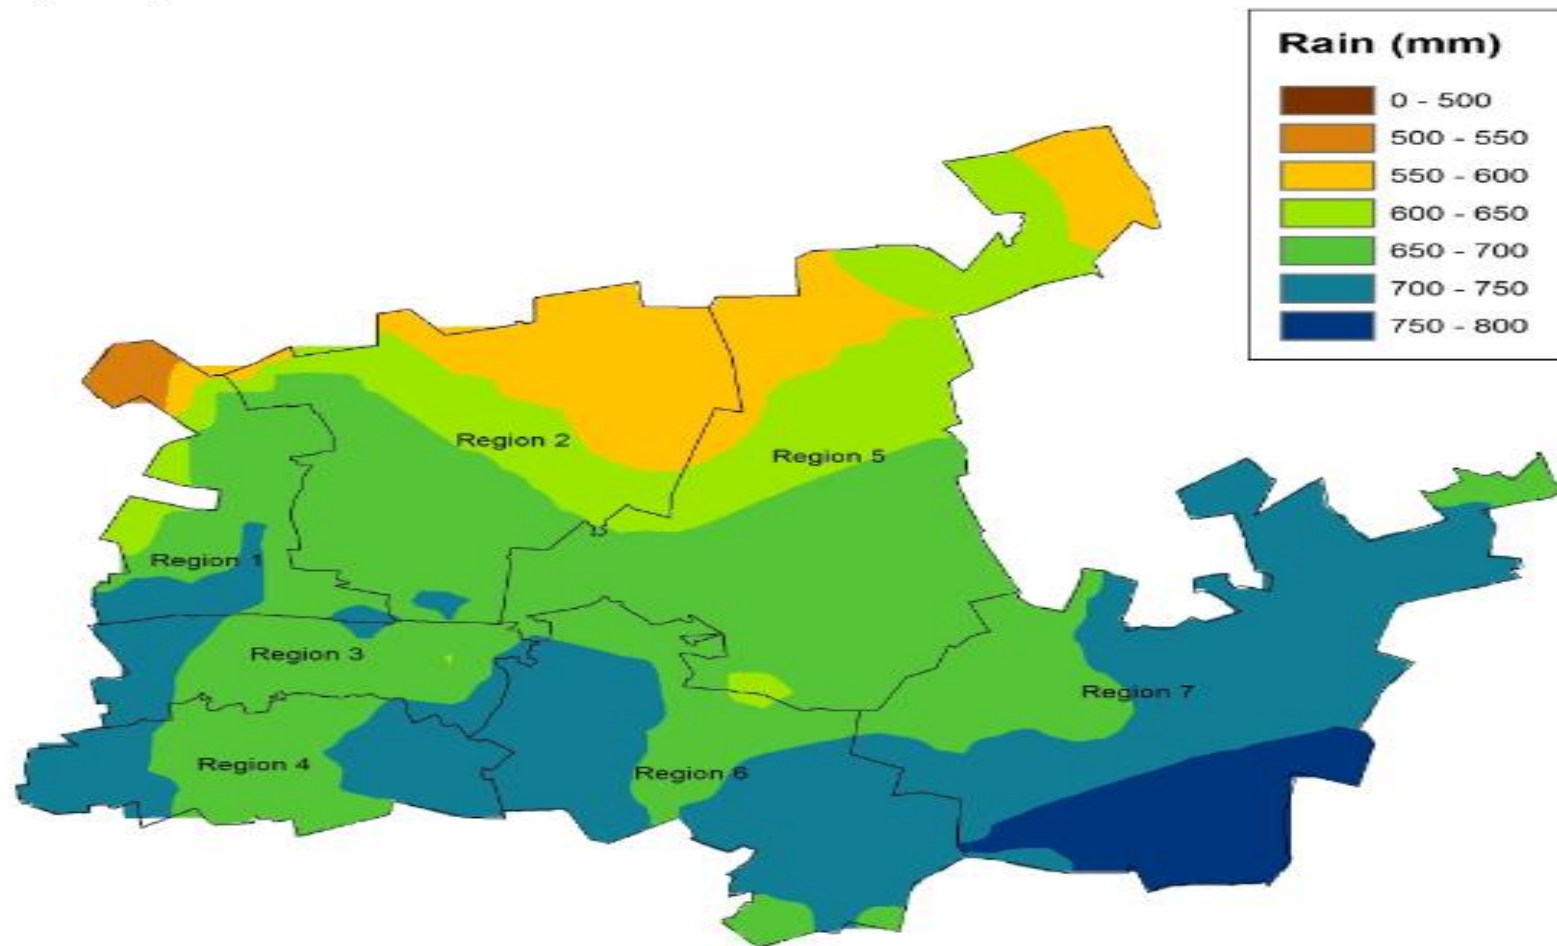 Rain (mm)
0 - 500
500 - 550
550 - 600
600 - 650
650 - 700
700 - 750
750 - 800
Region 2
Region 5
Region 1
Region 3
Region 7
Region 4
Region 6